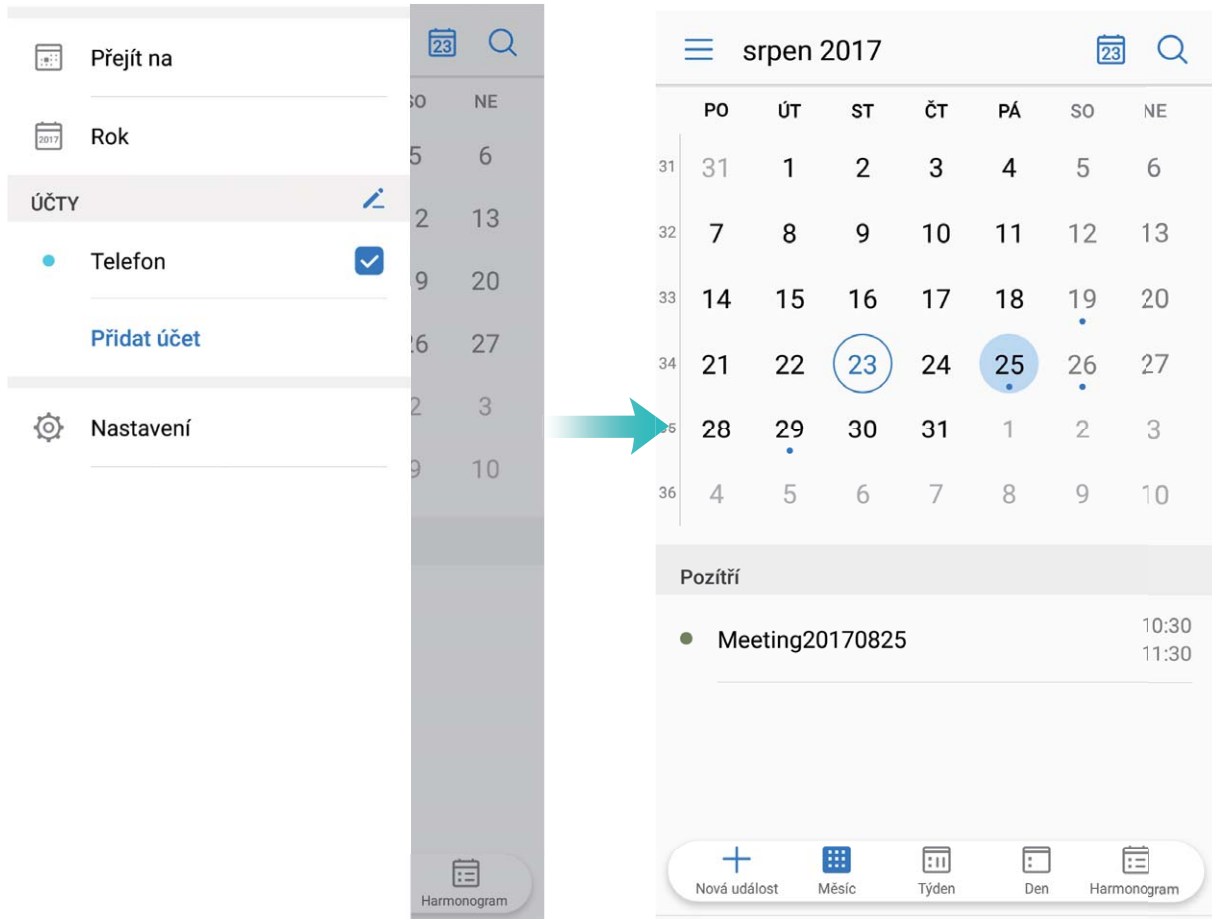 Přejít na
2017
Rok
ÚČTY
Telefon
Přidat účet
Nastavení
23
SO NE
5 6
2 13
9 20
26 27
2 3
9 10
Harmonogram
srpen 2017 23
PO ÚT ST ČT PÁ SO NE
31 31 1 2 3 4 5 6
32 7 8 9 10 11 12 13
33 14 15 16 17 18 19 20
34 21 22 23 24 25 26 27
35 28 29 30 31 1 2 3
36 4 5 6 7 8 9 10
Pozítří
Meeting20170825 10:30
11:30
Nová událost Měsíc Týden Den Harmonogram